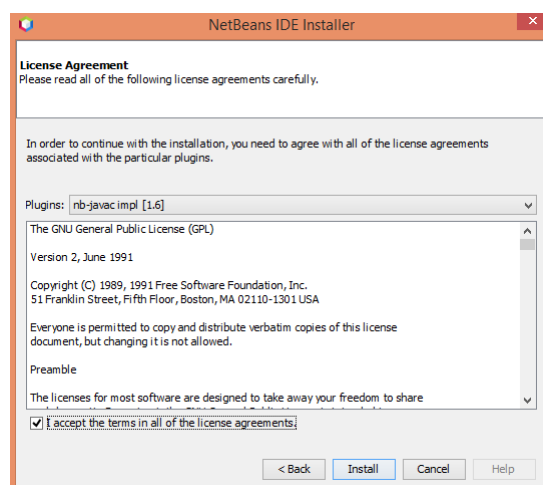 NetBeans IDE Installer
License Agreement
Please read all of the following license agreements carefully.
In order to continue with the installation, you need to agree with all of the license agreements
associated with the particular plugins.
Plugins: nb-javac impl [1.6]
The GNU General Public License (GPL)
Version 2, June 1991
Copyright (C) 1989, 1991 Free Software Foundation, Inc.
51 Franklin Street, Fifth Floor, Boston, MA 02110-1301 USA
Everyone is permitted to copy and distribute verbatim copies of this license
document, but changing it is not allowed.
Preamble
The licenses for most software are designed to take away your freedom to share
I accept the terms in all of the license agreements.
< Back Install Cancel Help